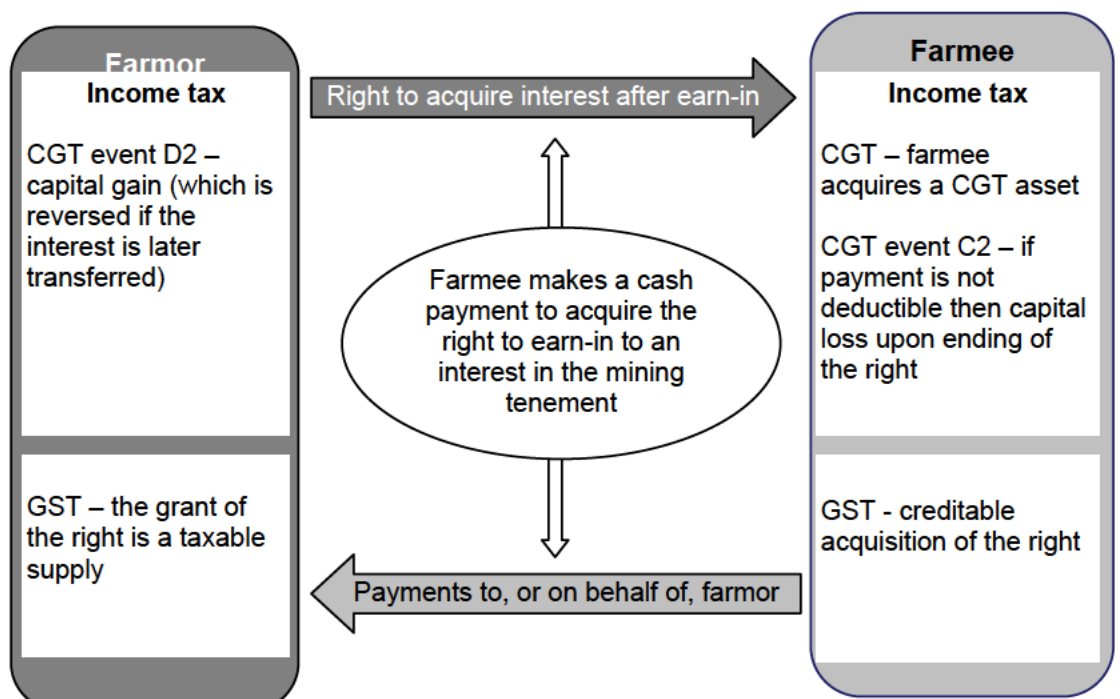 Farmor
Income tax
CGT event D2 –
capital gain (which is
reversed if the
interest is later
transferred)
GST – the grant of
the right is a taxable
supply
Right to acquire interest after earn-in
Farmee makes a cash
payment to acquire the
right to earn-in to an
interest in the mining
tenement
Payments to, or on behalf of, farmor
Farmee
Income tax
CGT – farmee
acquires a CGT asset
CGT event C2 – if
payment is not
deductible then capital
loss upon ending of
the right
GST - creditable
acquisition of the right